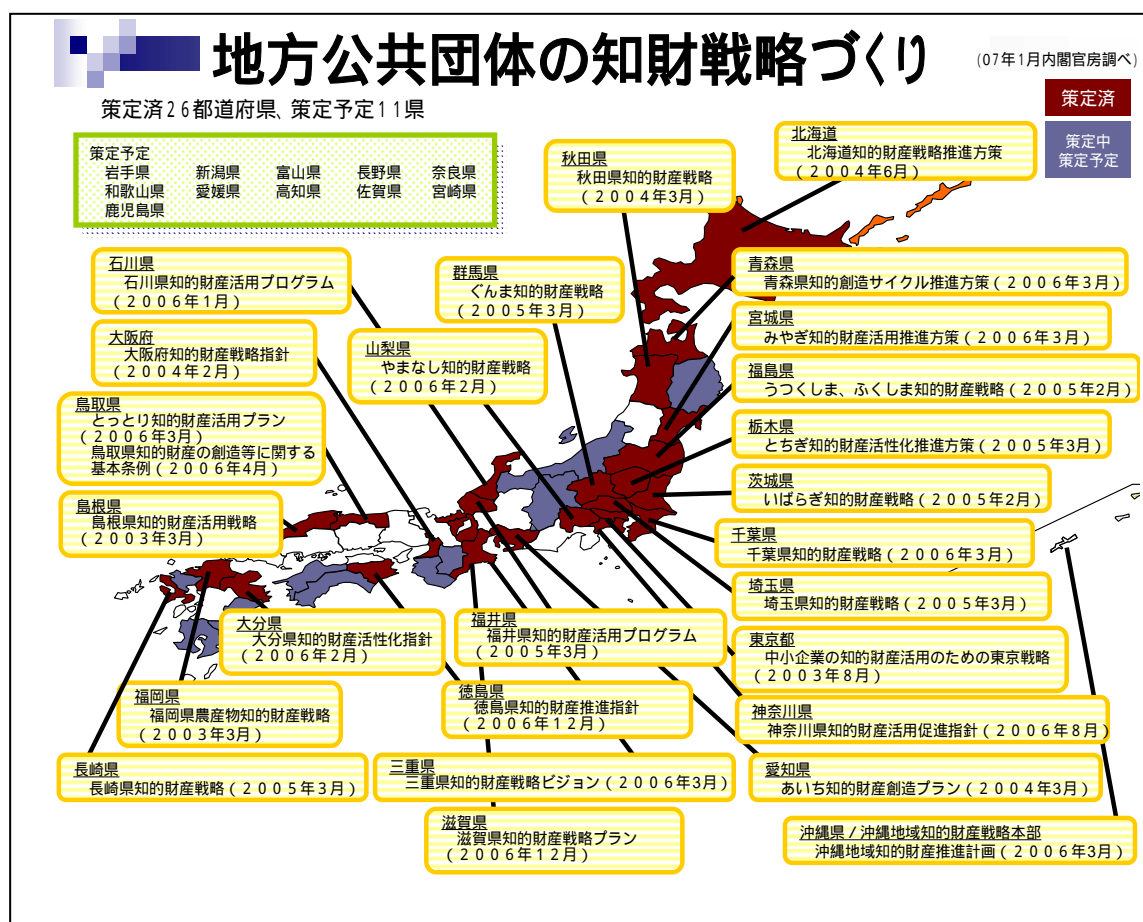 地方公共団体の知財戦略づくり
(07年1月内閣官房調べ)
策定済26都道府県、策定予定11県
策定済
策定中
策定予定
策定予定
岩手県 新潟県 富山県 長野県 奈良県
和歌山県 愛媛県 高知県 佐賀県 宮崎県
鹿児島県
北海道
北海道知的財産戦略推進方策
(2004年6月)
秋田県
秋田県知的財産戦略
(2004年3月)
石川県
石川県知的財産活用プログラム
(2006年1月)
群馬県
ぐんま知的財産戦略
(2005年3月)
青森県
青森県知的創造サイクル推進方策(2006年3月)
宮城県
みやぎ知的財産活用推進方策(2006年3月)
大阪府
大阪府知的財産戦略指針
(2004年2月)
山梨県
やまなし知的財産戦略
(2006年2月)
福島県
うつくしま、ふくしま知的財産戦略(2005年2月)
鳥取県
とっとり知的財産活用プラン
(2006年3月)
鳥取県知的財産の創造等に関する
基本条例(2006年4月)
栃木県
とちぎ知的財産活性化推進方策(2005年3月)
茨城県
いばらぎ知的財産戦略(2005年2月)
島根県
島根県知的財産活用戦略
(2003年3月)
千葉県
千葉県知的財産戦略(2006年3月)
埼玉県
埼玉県知的財産戦略(2005年3月)
大分県
大分県知的財産活性化指針
(2006年2月)
福井県
福井県知的財産活用プログラム
(2005年3月)
東京都
中小企業の知的財産活用のための東京戦略
(2003年8月)
福岡県
福岡県農産物知的財産戦略
(2003年3月)
徳島県
徳島県知的財産推進指針
(2006年12月)
神奈川県
神奈川県知的財産活用促進指針(2006年8月)
長崎県
長崎県知的財産戦略(2005年3月)
三重県
三重県知的財産戦略ビジョン(2006年3月)
愛知県
あいち知的財産創造プラン(2004年3月)
滋賀県
滋賀県知的財産戦略プラン
(2006年12月)
沖縄県/沖縄地域知的財産戦略本部
沖縄地域知的財産推進計画(2006年3月)